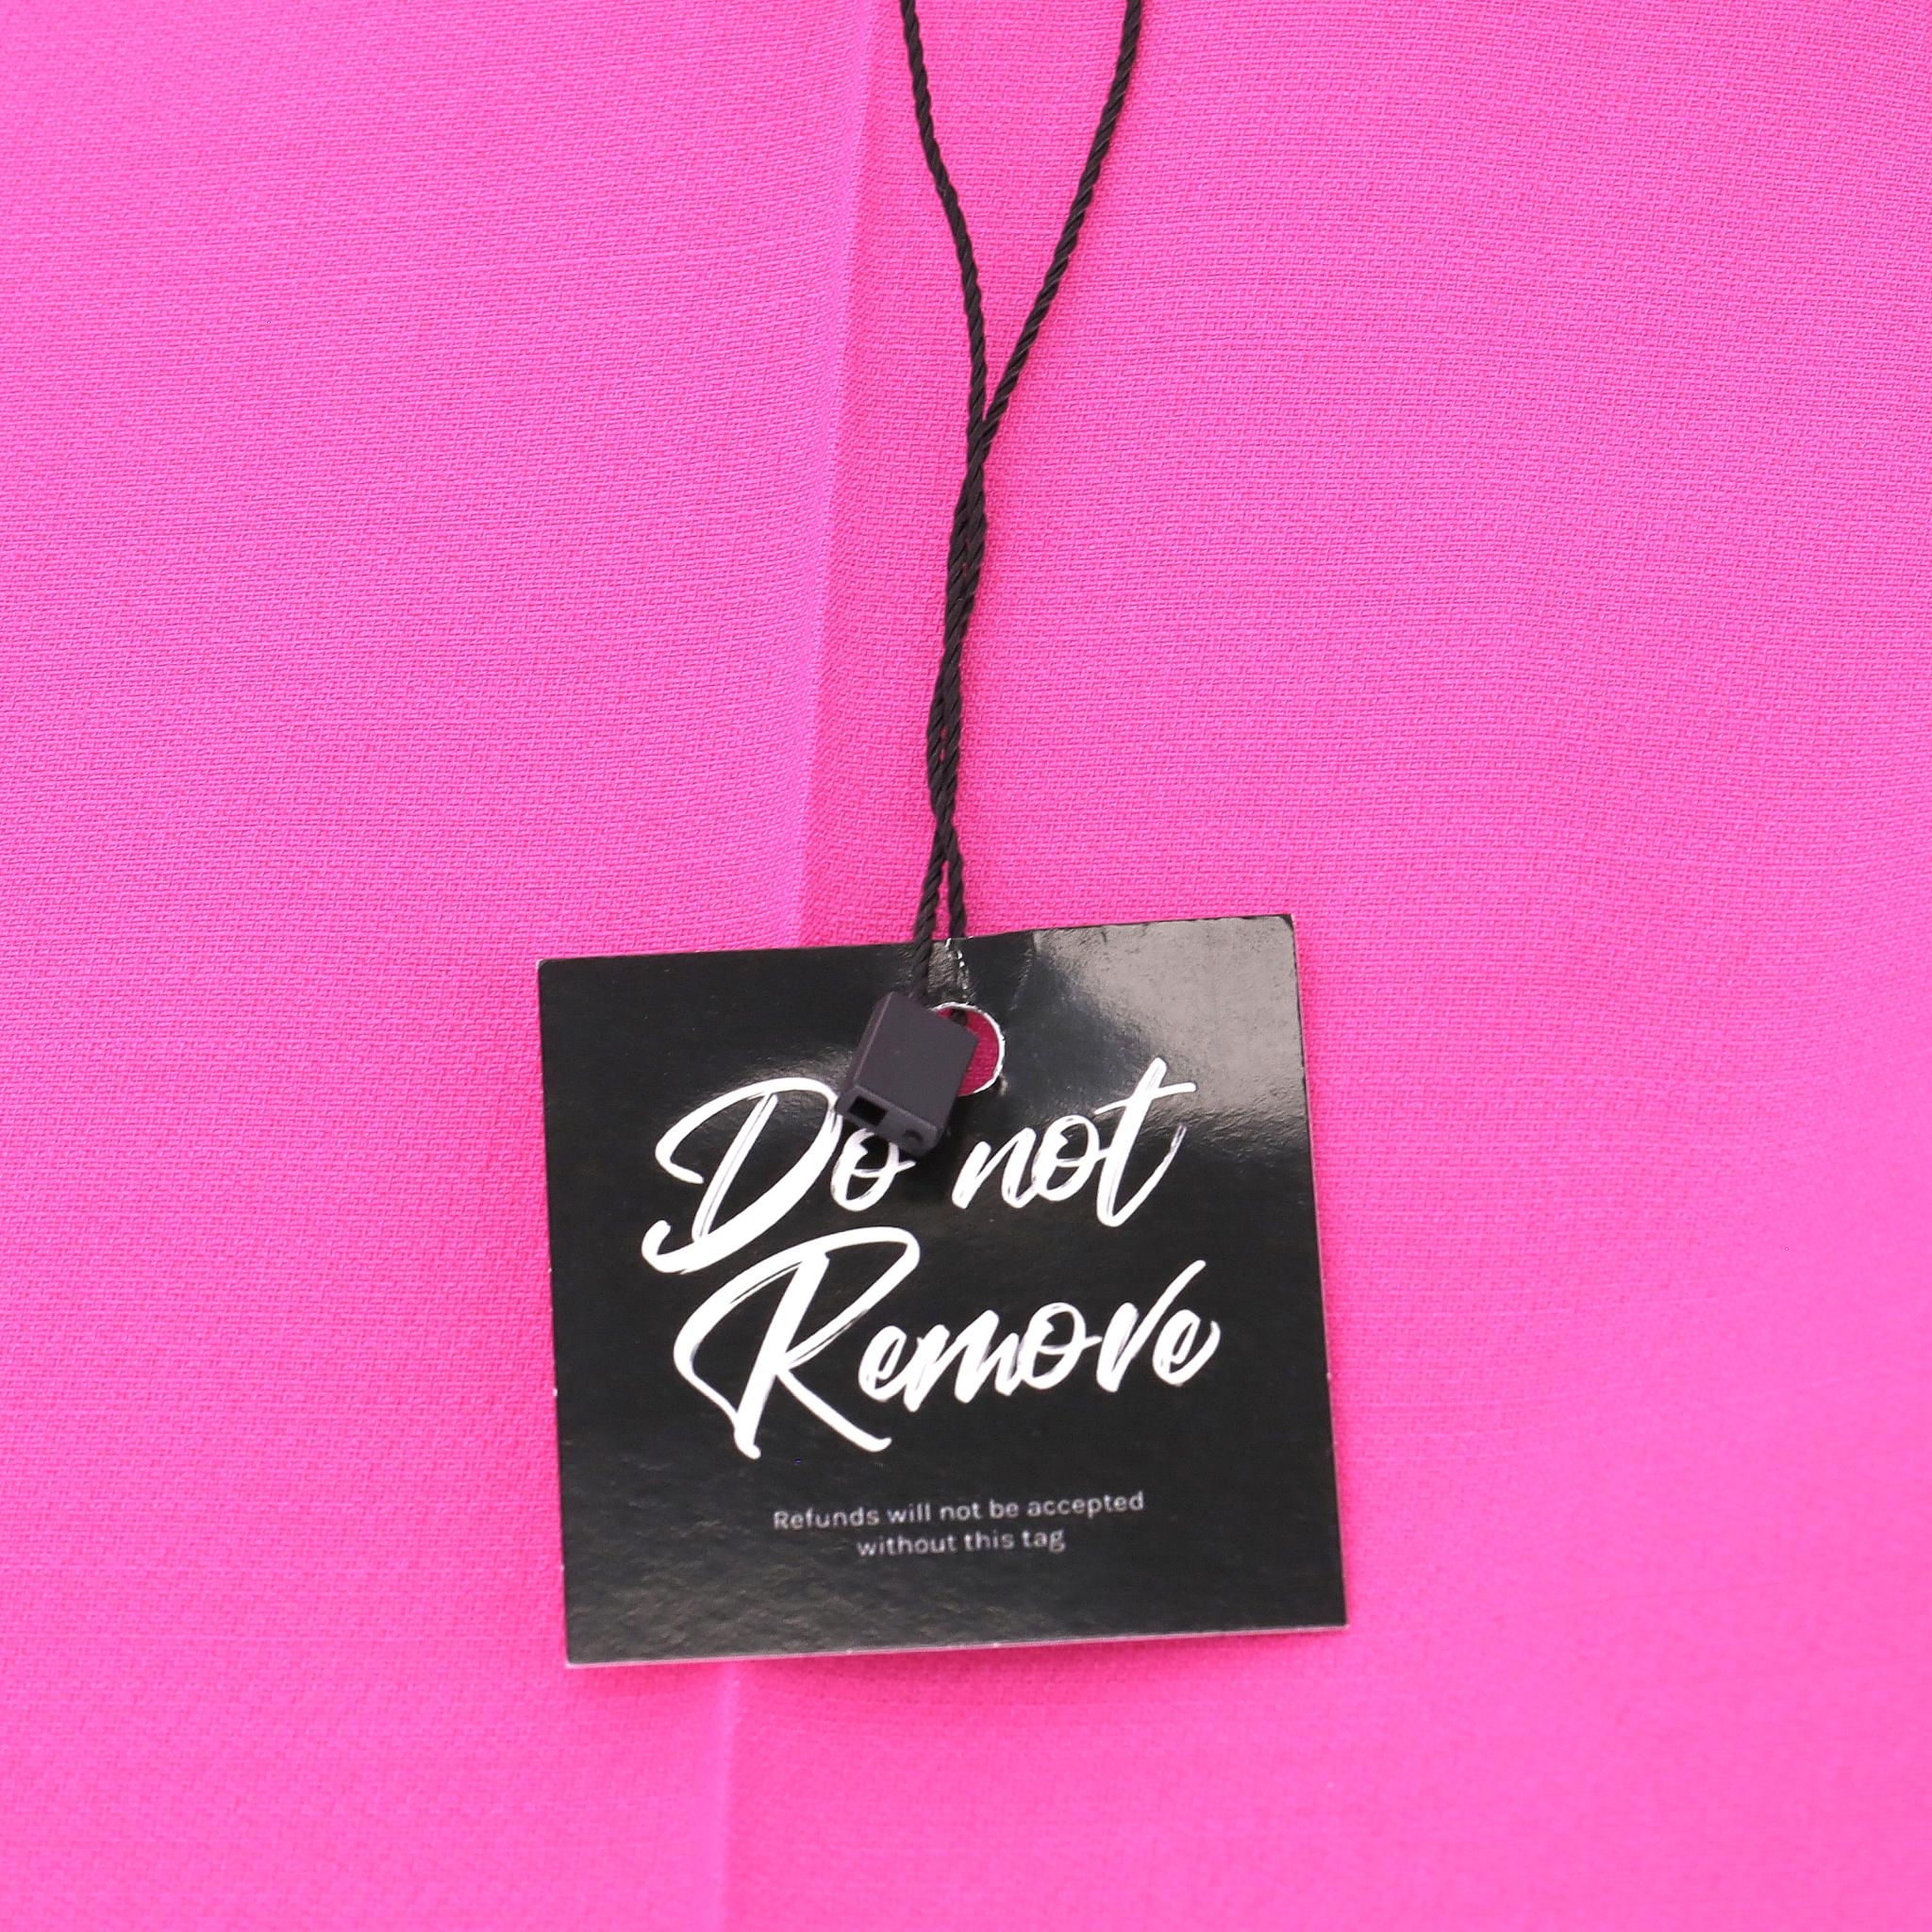 Do not
Remove
Refunds will not be accepted
without this tag